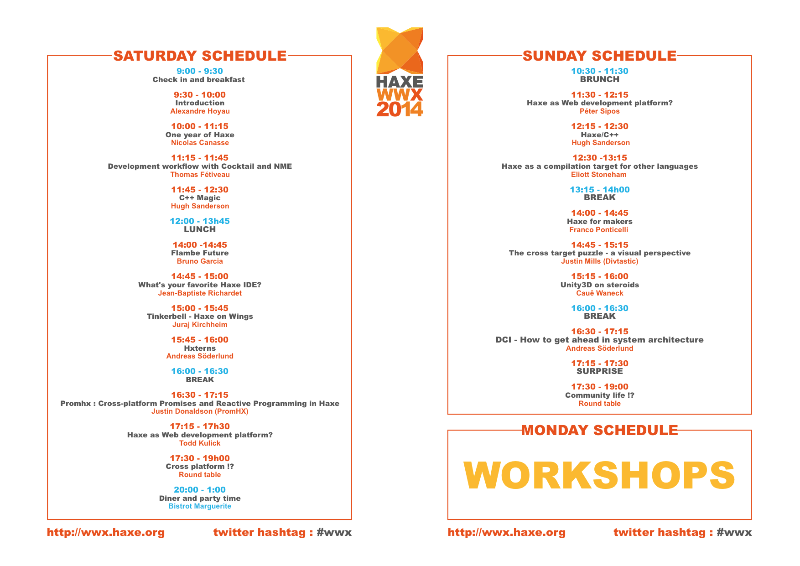 SATURDAY SCHEDULE
9:00 - 9:30
Check in and breakfast
9:30 - 10:00
Introduction
Alexandre Hoyau
10:00 - 11:15
One year of Haxe
Nicolas Canasse
11:15 - 11:45
Development workflow with Cocktail and NME
Thomas Fétiveau
11:45 - 12:30
C++ Magic
Hugh Sanderson
12:00 - 13h45
LUNCH
14:00 -14:45
Flambe Future
Bruno Garcia
14:45 - 15:00
What's your favorite Haxe IDE?
Jean-Baptiste Richardet
15:00 - 15:45
Tinkerbell - Haxe on Wings
Juraj Kirchheim
15:45 - 16:00
Hxterns
Andreas Söderlund
16:00 - 16:30
BREAK
16:30 - 17:15
Promhx : Cross-platform Promises and Reactive Programming in Haxe
Justin Donaldson (PromHX)
17:15 - 17h30
Haxe as Web development platform?
Todd Kulick
17:30 - 19h00
Cross platform !?
Round table
20:00 - 1:00
Diner and party time
Bistrot Marguerite
http://wwx.haxe.org twitter hashtag : #wwx
HAXE
WWX
2014
SUNDAY SCHEDULE
10:30 - 11:30
BRUNCH
11:30 - 12:15
Haxe as Web development platform?
Péter Sipos
12:15 - 12:30
Haxe/C++
Hugh Sanderson
12:30 -13:15
Haxe as a compilation target for other languages
Eliott Stoneham
13:15 - 14h00
BREAK
14:00 - 14:45
Haxe for makers
Franco Ponticelli
14:45 - 15:15
The cross target puzzle - a visual perspective
Justin Mills (Divtastic)
15:15 - 16:00
Unity3D on steroids
Cauê Waneck
16:00 - 16:30
BREAK
16:30 - 17:15
DCI - How to get ahead in system architecture
Andreas Söderlund
17:15 - 17:30
SURPRISE
17:30 - 19:00
Community life !?
Round table
MONDAY SCHEDULE
WORKSHOPS
http://wwx.haxe.org twitter hashtag : #wwx